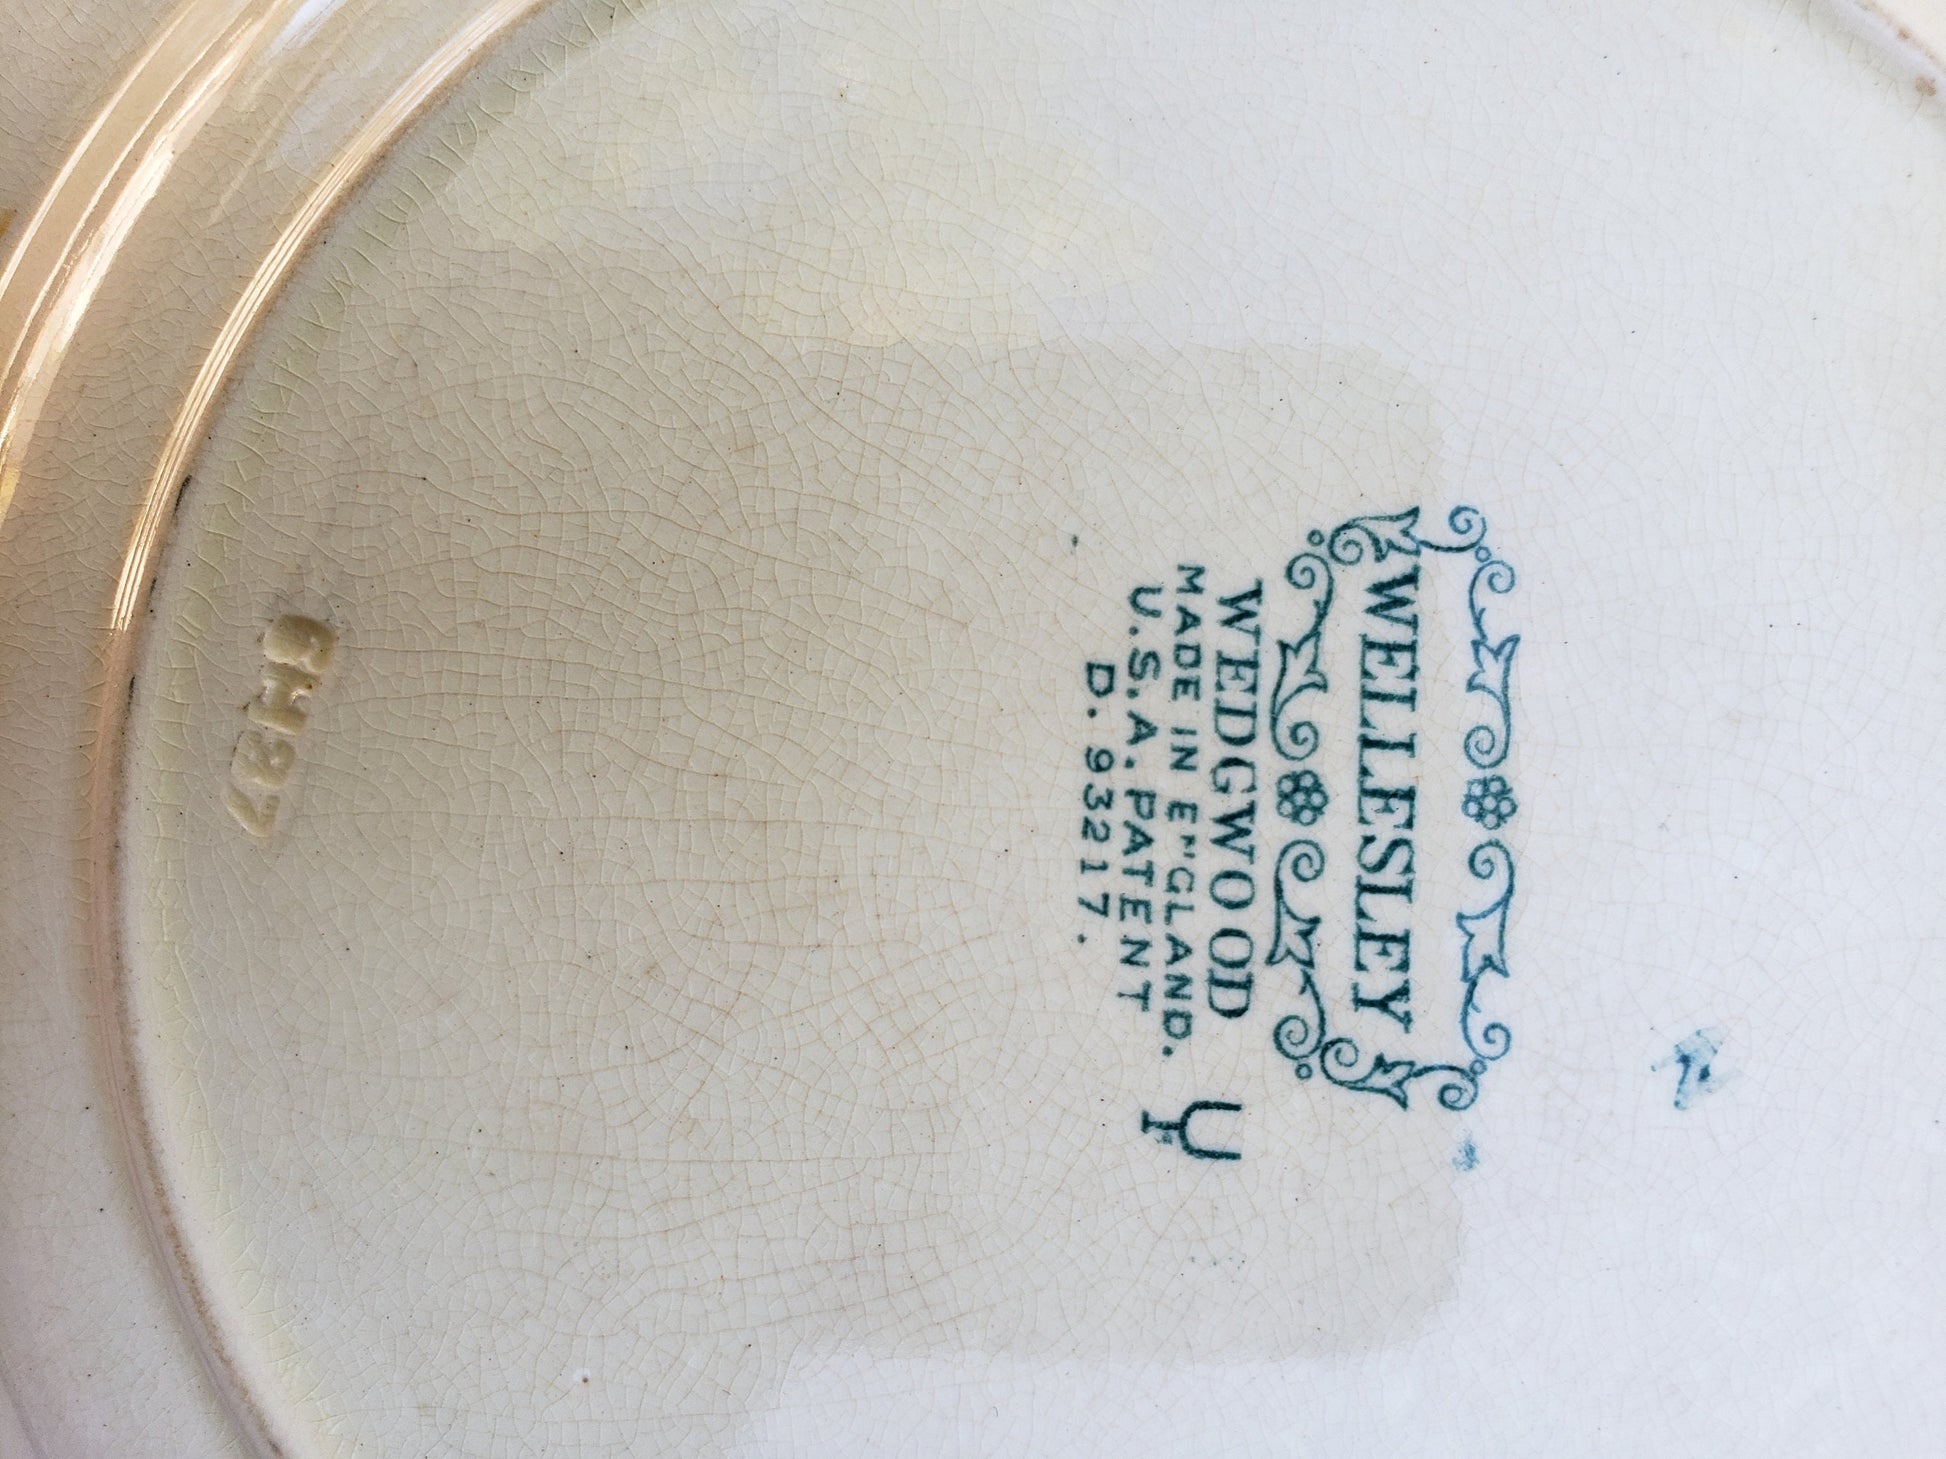 WELLESLEY
WEDGWOOD
MADE IN ENGLAND.
U.S.A. PATENT
D. 93217.
Y